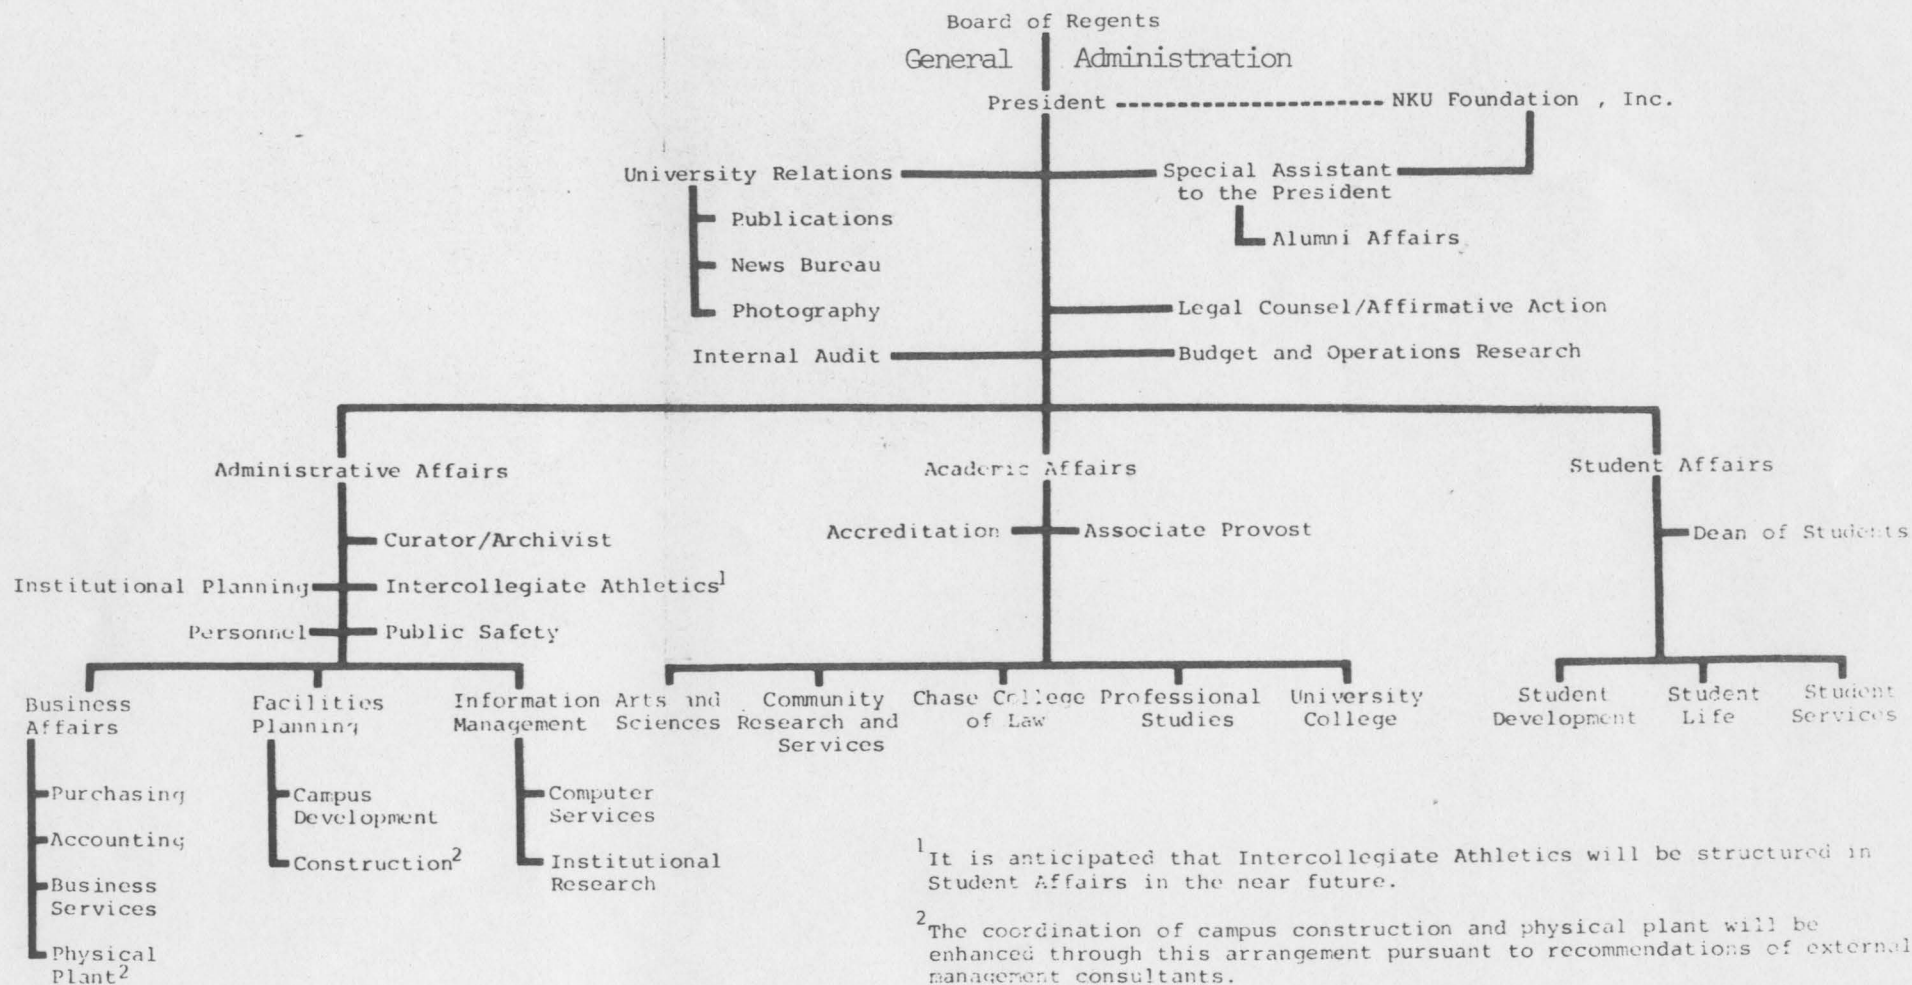 Board of Regents
General Administration
President NKU Foundation , Inc.
University Relations
Special Assistant
to the President
Publications
Alumni Affairs
News Bureau
Photography
Legal Counsel/Affirmative Action
Internal Audit
Budget and Operations Research
Administrative Affairs
Academic Affairs
Student Affairs
Curator/Archivist
Accreditation
Associate Provost
Dean of Students
Institutional Planning
Intercollegiate Athletics1
Personnel
Public Safety
Business
Affairs
Facilities
Planning
Information
Management
Arts and
Sciences
Community
Research and
Services
Chase College
of Law
Professional
Studies
University
College
Student
Development
Student
Life
Student
Services
Purchasing
Accounting
Business
Services
Physical
Plant2
Campus
Development
Construction2
Computer
Services
Institutional
Research
1It is anticipated that Intercollegiate Athletics will be structured in
Student Affairs in the near future.
2The coordination of campus construction and physical plant will be
enhanced through this arrangement pursuant to recommendations of external
management consultants.